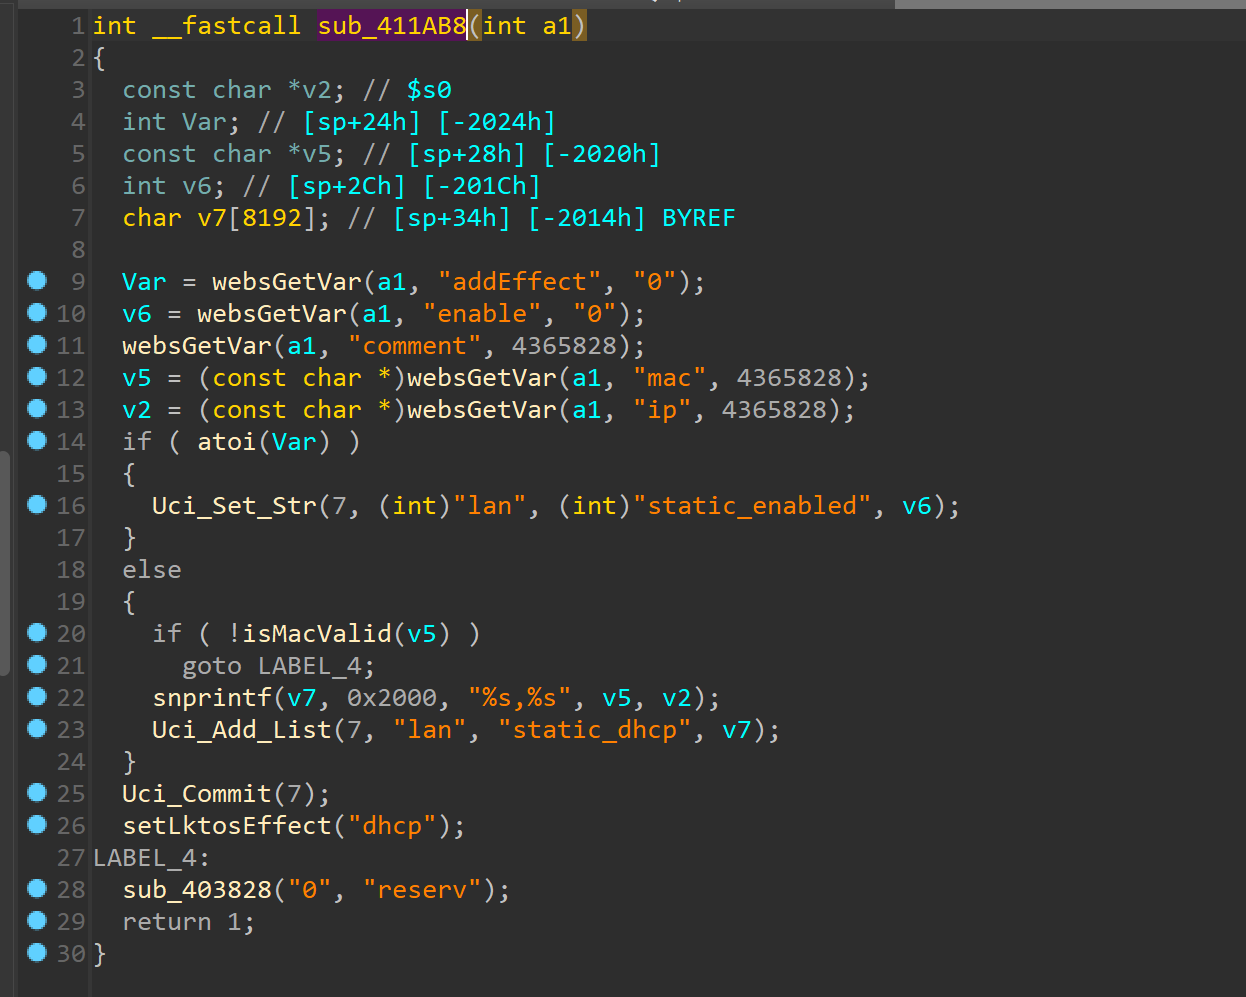 1 int __fastcall sub_411AB8(int a1)
2 {
3   const char *v2; // $s0
4   int Var; // [sp+24h] [-2024h]
5   const char *v5; // [sp+28h] [-2020h]
6   int v6; // [sp+2Ch] [-201Ch]
7   char v7[8192]; // [sp+34h] [-2014h] BYREF
8
9   Var = websGetVar(a1, "addEffect", "0");
10   v6 = websGetVar(a1, "enable", "0");
11   websGetVar(a1, "comment", 4365828);
12   v5 = (const char *)websGetVar(a1, "mac", 4365828);
13   v2 = (const char *)websGetVar(a1, "ip", 4365828);
14   if ( atoi(Var) )
15   {
16     Uci_Set_Str(7, (int)"lan", (int)"static_enabled", v6);
17   }
18   else
19   {
20     if ( !isMacValid(v5) )
21       goto LABEL_4;
22     snprintf(v7, 0x2000, "%s,%s", v5, v2);
23     Uci_Add_List(7, "lan", "static_dhcp", v7);
24   }
25   Uci_Commit(7);
26   setLktosEffect("dhcp");
27 LABEL_4:
28   sub_403828("0", "reserv");
29   return 1;
30 }